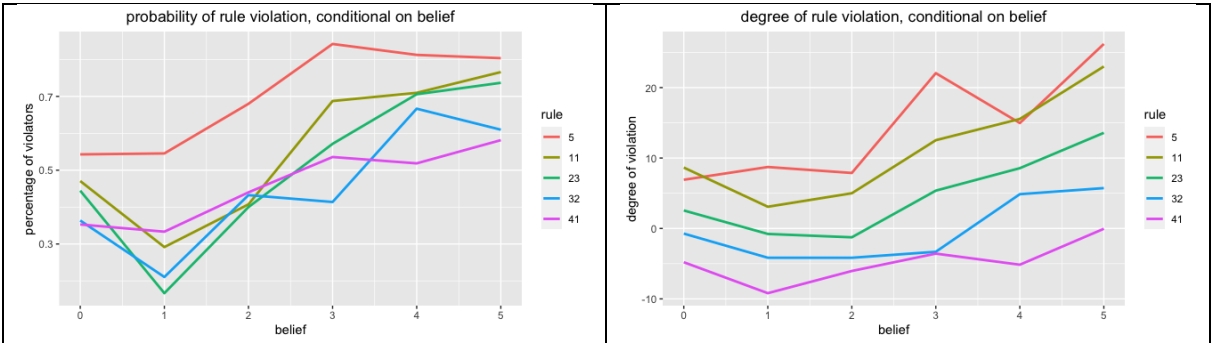 probability of rule violation, conditional on belief
percentage of violators
0.7
0.5
0.3
0 1 2 3 4 5
belief
rule
5
11
23
32
41
degree of rule violation, conditional on belief
degree of violation
20
10
0
-10
0 1 2 3 4 5
belief
rule
5
11
23
32
41